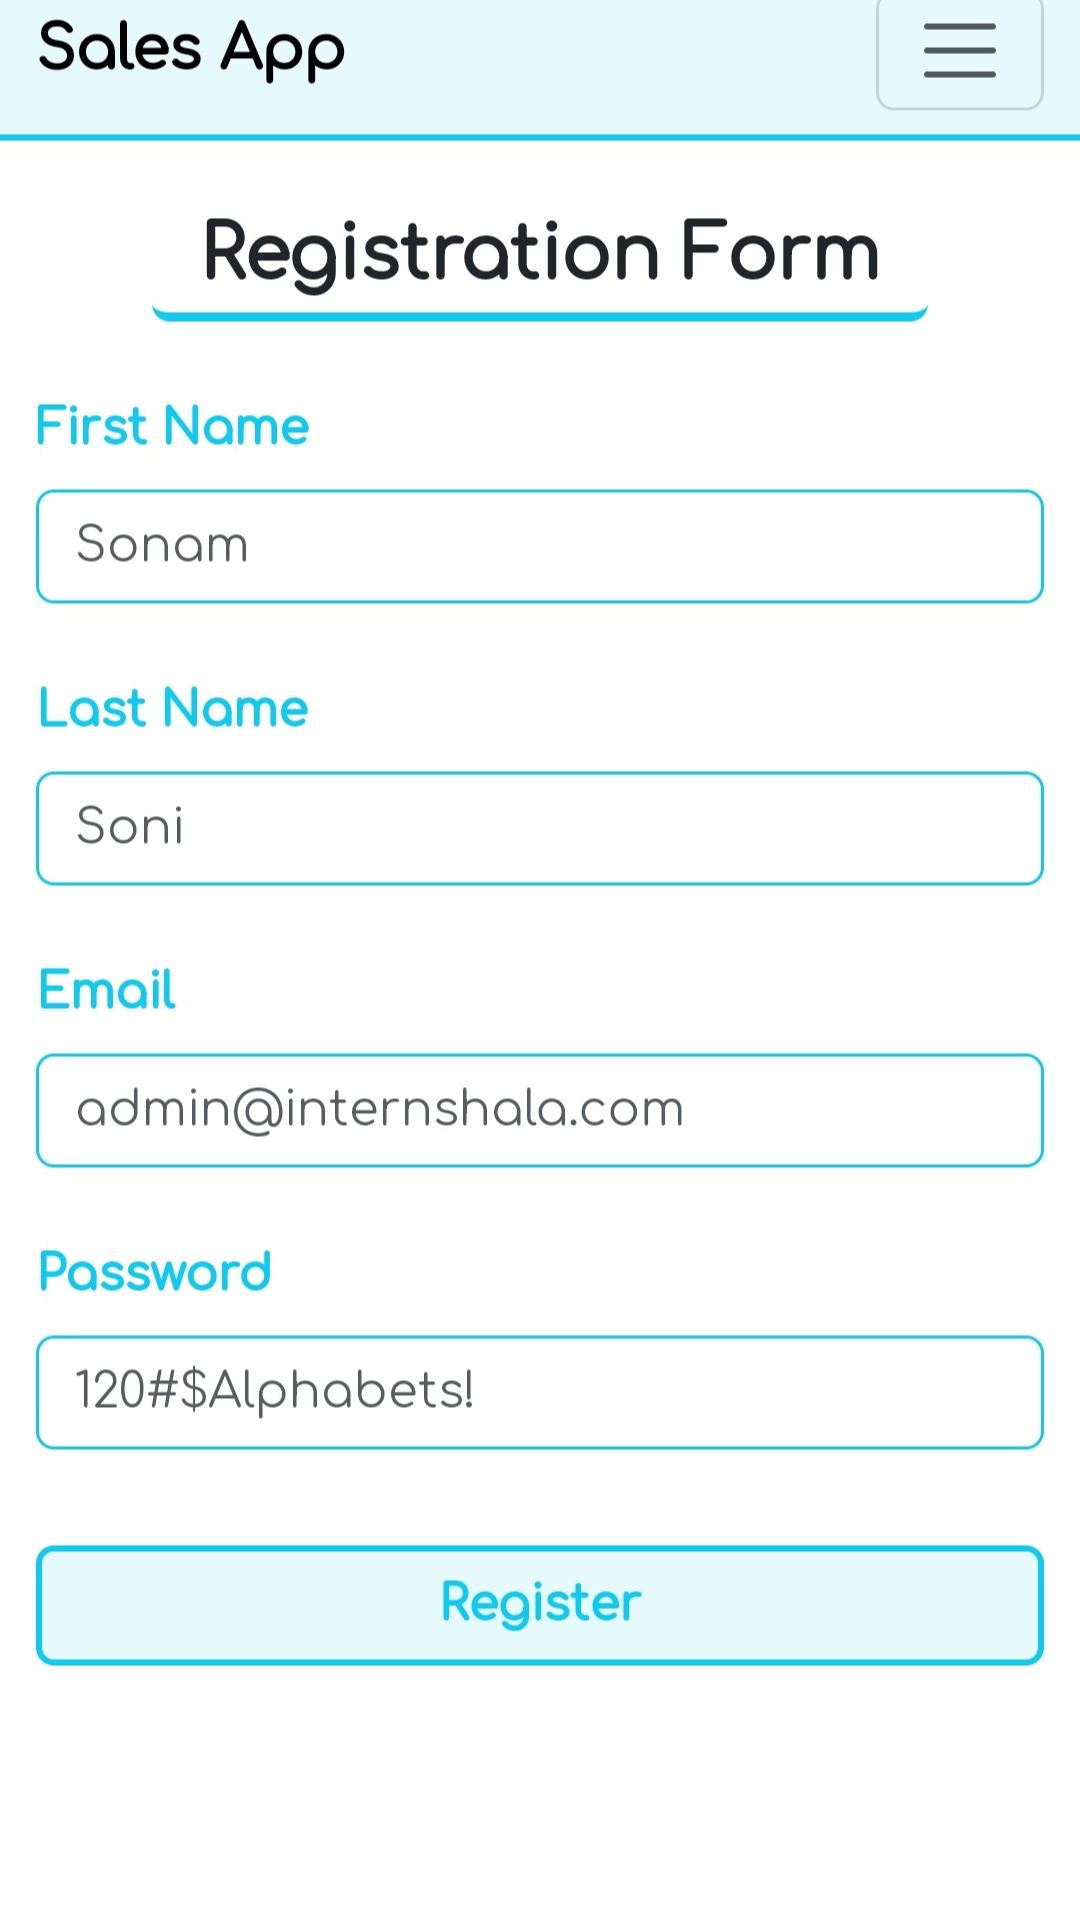 Sales App
Registration Form
First Name
Sonam
Last Name
Soni
Email
admin@internshala.com
Password
120#$Alphabets!
Register